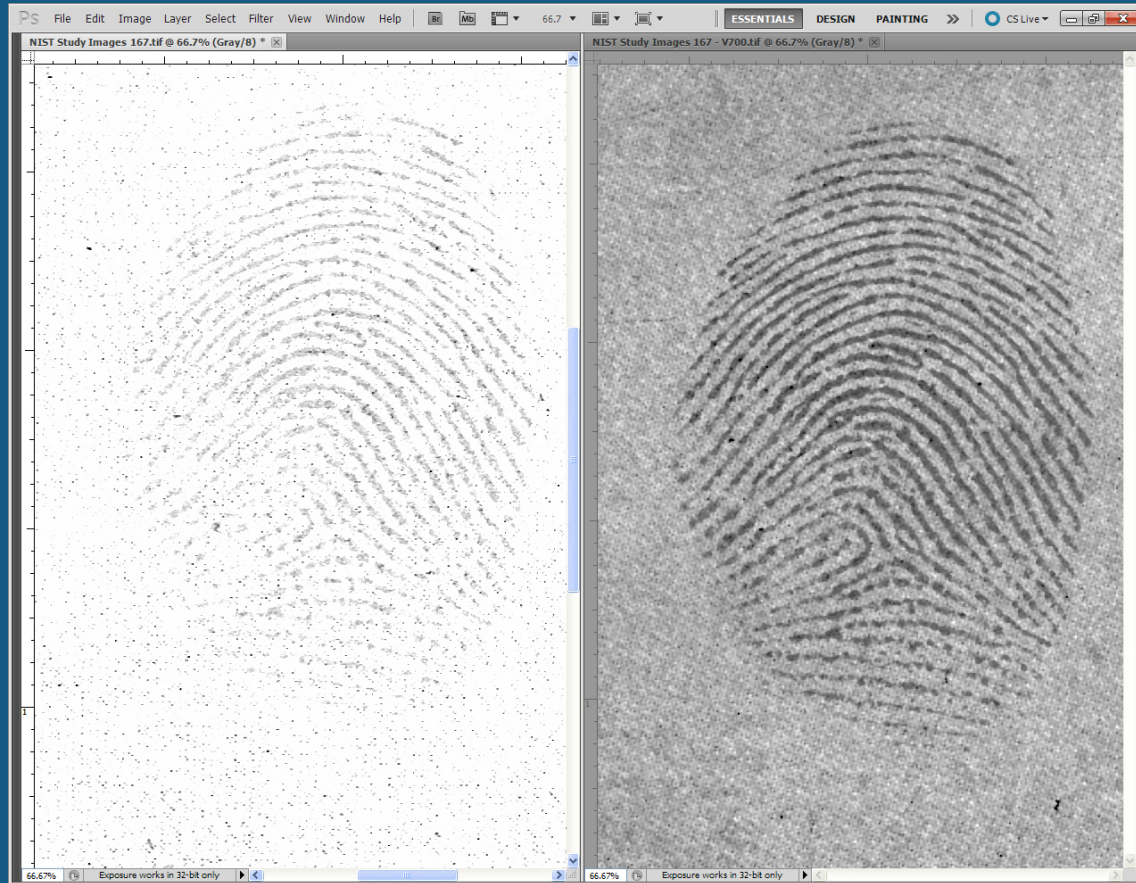 Ps File Edit Image Layer Select Filter View Window Help Br Mb 66.7 ESSENTIALS DESIGN PAINTING CS Live
NIST Study Images 167.tif @ 66.7% (Gray/8) *
NIST Study Images 167 - V700.tif @ 66.7% (Gray/8) *
1
1
66.67% Exposure works in 32-bit only
66.67% Exposure works in 32-bit only